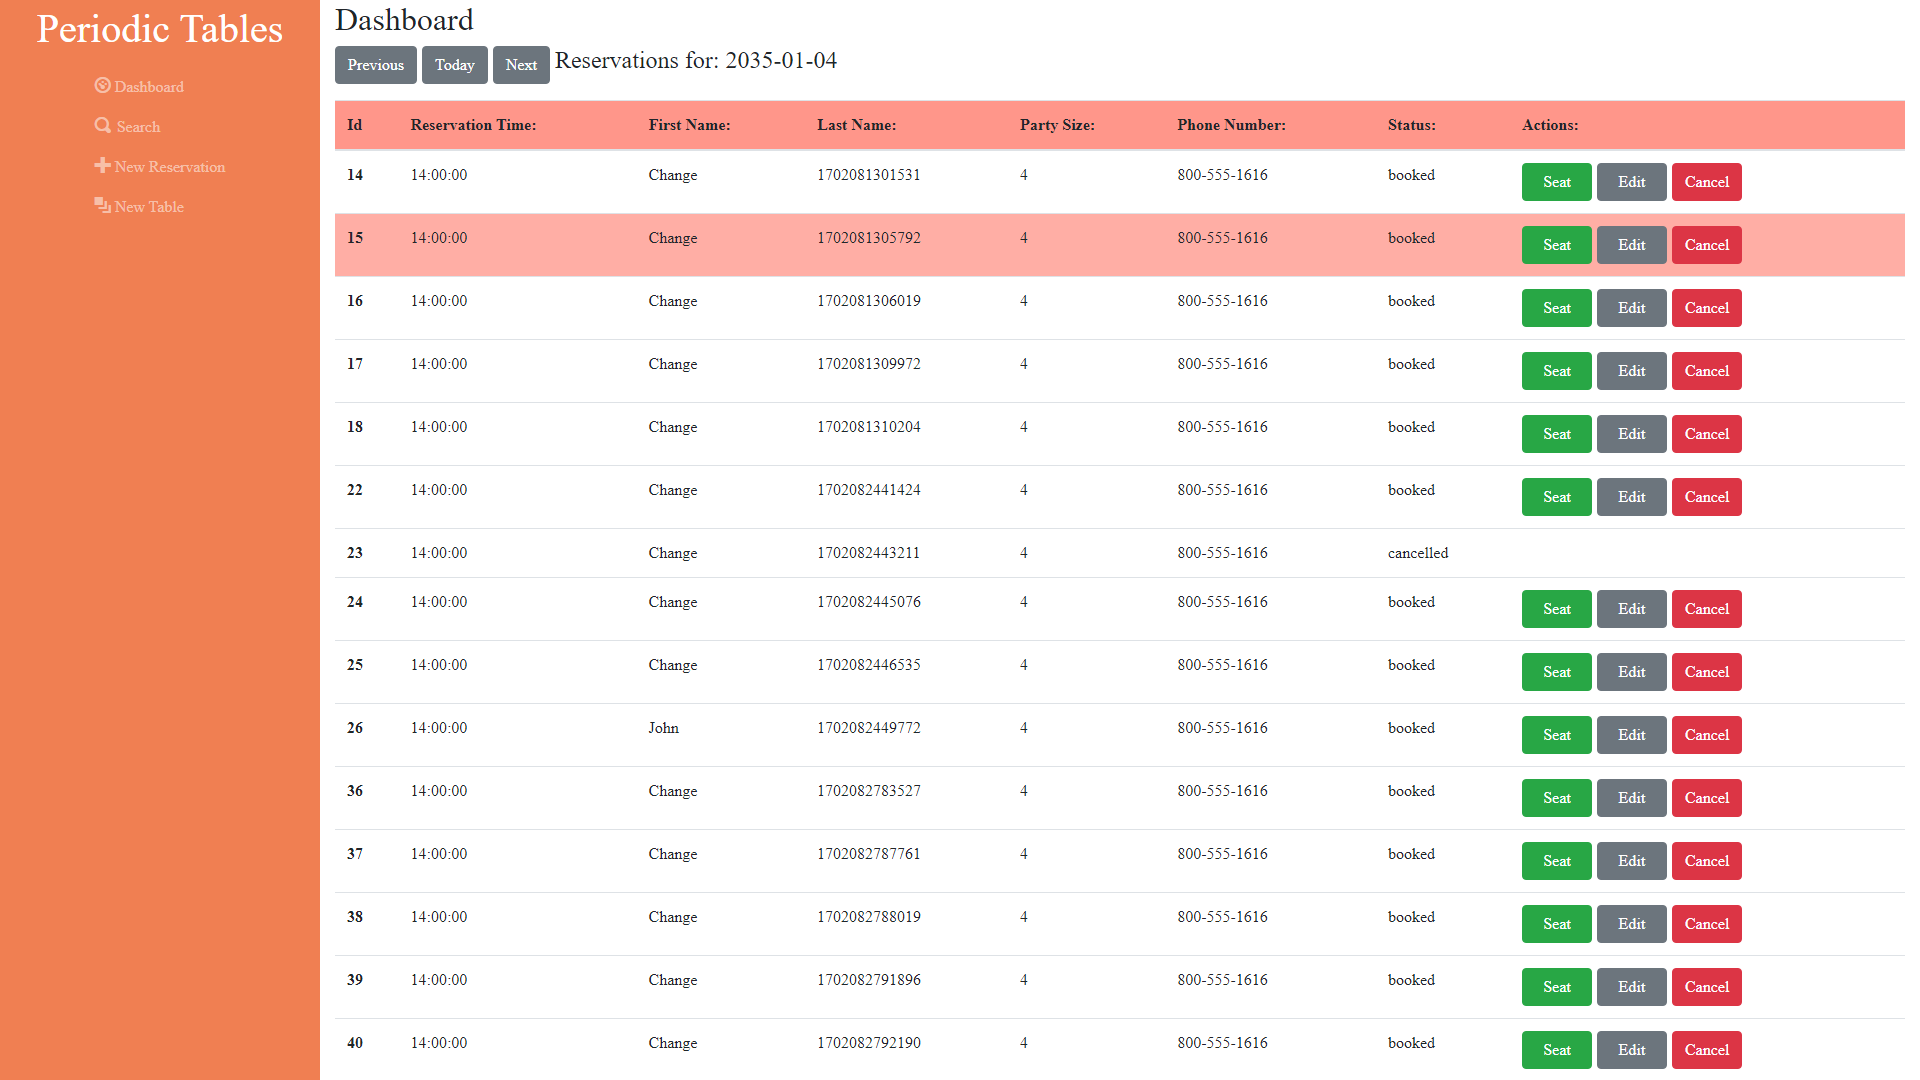 Periodic Tables
Dashboard
Search
New Reservation
New Table
Dashboard
Previous Today Next Reservations for: 2035-01-04
Id Reservation Time: First Name: Last Name: Party Size: Phone Number: Status: Actions:
14 14:00:00 Change 1702081301531 4 800-555-1616 booked Seat Edit Cancel
15 14:00:00 Change 1702081305792 4 800-555-1616 booked Seat Edit Cancel
16 14:00:00 Change 1702081306019 4 800-555-1616 booked Seat Edit Cancel
17 14:00:00 Change 1702081309972 4 800-555-1616 booked Seat Edit Cancel
18 14:00:00 Change 1702081310204 4 800-555-1616 booked Seat Edit Cancel
22 14:00:00 Change 1702082441424 4 800-555-1616 booked Seat Edit Cancel
23 14:00:00 Change 1702082443211 4 800-555-1616 cancelled
24 14:00:00 Change 1702082445076 4 800-555-1616 booked Seat Edit Cancel
25 14:00:00 Change 1702082446535 4 800-555-1616 booked Seat Edit Cancel
26 14:00:00 John 1702082449772 4 800-555-1616 booked Seat Edit Cancel
36 14:00:00 Change 1702082783527 4 800-555-1616 booked Seat Edit Cancel
37 14:00:00 Change 1702082787761 4 800-555-1616 booked Seat Edit Cancel
38 14:00:00 Change 1702082788019 4 800-555-1616 booked Seat Edit Cancel
39 14:00:00 Change 1702082791896 4 800-555-1616 booked Seat Edit Cancel
40 14:00:00 Change 1702082792190 4 800-555-1616 booked Seat Edit Cancel